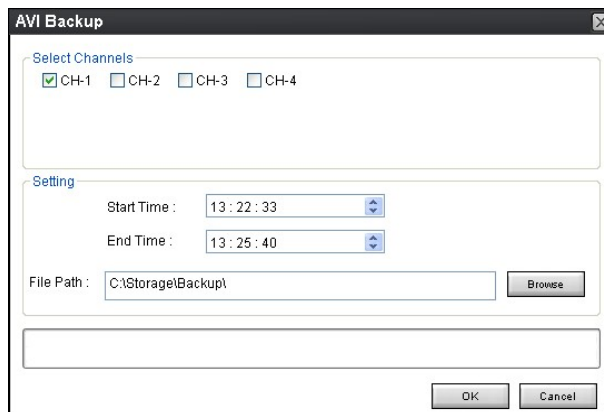 AVI Backup
Select Channels
CH-1 CH-2 CH-3 CH-4
Setting
Start Time : 13 : 22 : 33
End Time : 13 : 25 : 40
File Path : C:\Storage\Backup\ Browse
OK Cancel